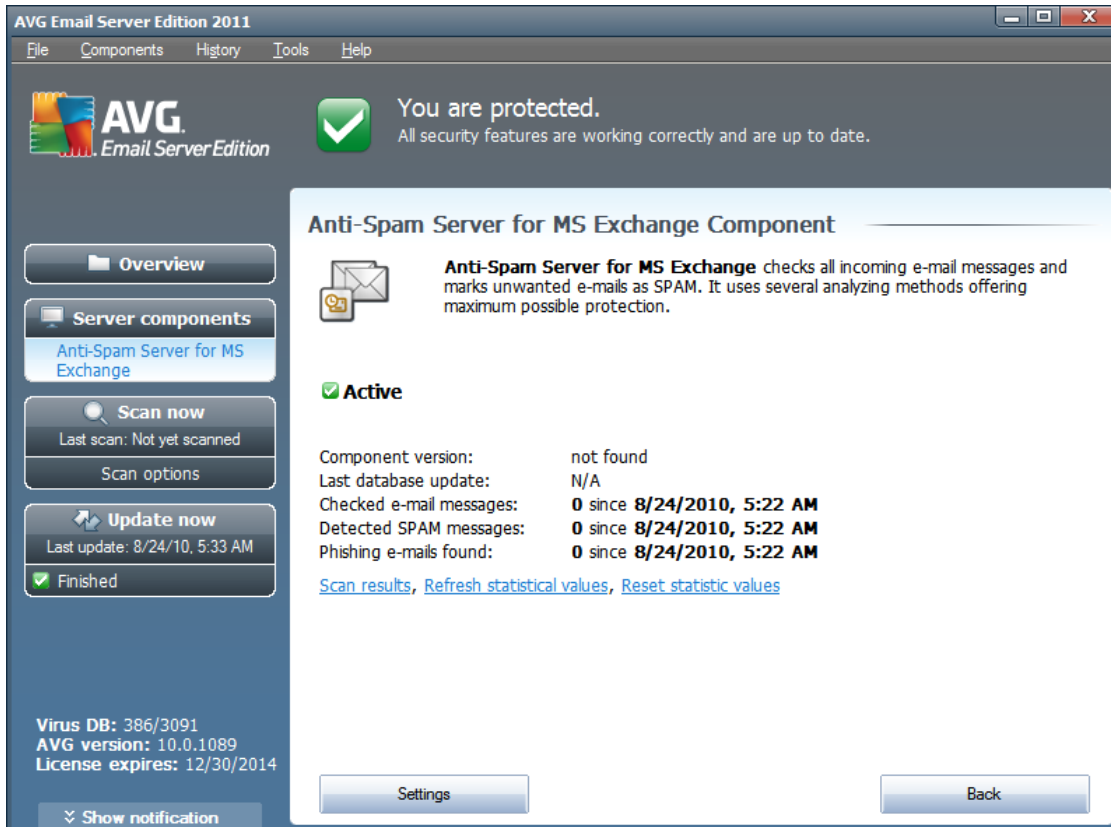 AVG Email Server Edition 2011
File Components History Tools Help
AVG.
Email Server Edition
You are protected.
All security features are working correctly and are up to date.
Overview
Server components
Anti-Spam Server for MS
Exchange
Scan now
Last scan: Not yet scanned
Scan options
Update now
Last update: 8/24/10, 5:33 AM
Finished
Virus DB: 386/3091
AVG version: 10.0.1089
License expires: 12/30/2014
Show notification
Anti-Spam Server for MS Exchange Component
Anti-Spam Server for MS Exchange checks all incoming e-mail messages and
marks unwanted e-mails as SPAM. It uses several analyzing methods offering
maximum possible protection.
Active
Component version: not found
Last database update: N/A
Checked e-mail messages: 0 since 8/24/2010, 5:22 AM
Detected SPAM messages: 0 since 8/24/2010, 5:22 AM
Phishing e-mails found: 0 since 8/24/2010, 5:22 AM
Scan results, Refresh statistical values, Reset statistic values
Settings Back